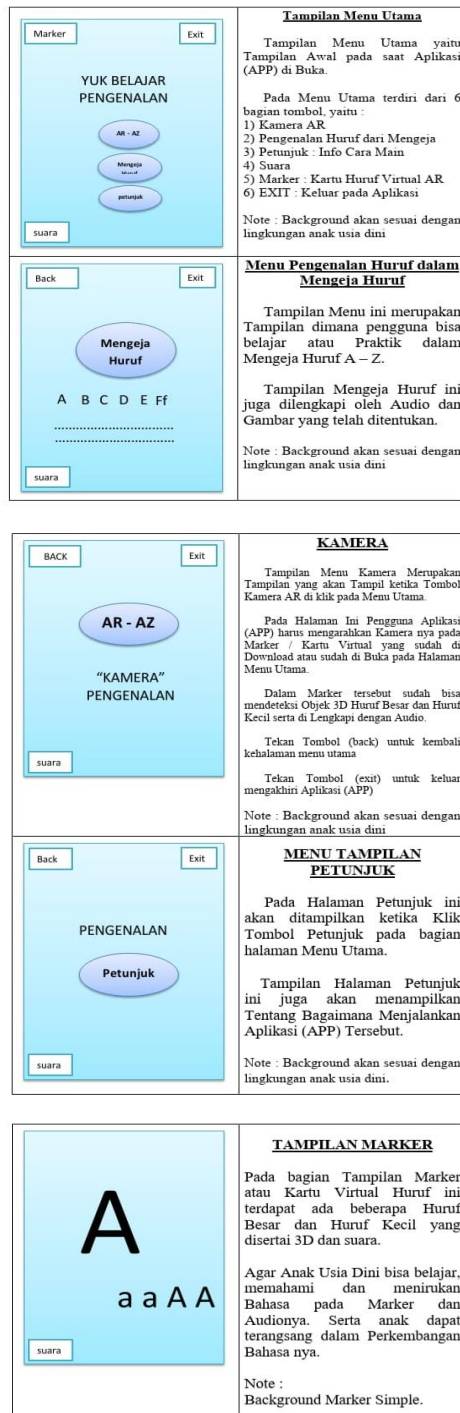 Marker
Exit
YUK BELAJAR
PENGENALAN
AR - AZ
Mengeja
petunjuk
suara
Tampilan Menu Utama
Tampilan Menu Utama yaitu
Tampilan Awal pada saat Aplikasi
(APP) di Buka.
Pada Menu Utama terdiri dari 6
bagian tombol, yaitu :
1) Kamera AR
2) Pengenalan Huruf dari Mengeja
3) Petunjuk : Info Cara Main
4) Suara
5) Marker : Kartu Huruf Virtual AR
6) EXIT : Keluar pada Aplikasi
Note : Background akan sesuai dengan
lingkungan anak usia dini
Back
Exit
Mengeja
Huruf
A B C D E Ff
................................
................................
suara
Menu Pengenalan Huruf dalam
Mengeja Huruf
Tampilan Menu ini merupakan
Tampilan dimana pengguna bisa
belajar atau Praktik dalam
Mengeja Huruf A – Z.
Tampilan Mengeja Huruf ini
juga dilengkapi oleh Audio dan
Gambar yang telah ditentukan.
Note : Background akan sesuai dengan
lingkungan anak usia dini
BACK
Exit
AR - AZ
“KAMERA”
PENGENALAN
suara
KAMERA
Tampilan Menu Kamera Merupakan
Tampilan yang akan Tampil ketika Tombol
Kamera AR di klik pada Menu Utama.
Pada Halaman Ini Pengguna Aplikasi
(APP) harus mengarahkan Kamera nya pada
Marker / Kartu Virtual yang sudah di
Download atau sudah di Buka pada Halaman
Menu Utama.
Dalam Marker tersebut sudah bisa
mendeteksi Objek 3D Huruf Besar dan Huruf
Kecil serta di Lengkapi dengan Audio.
Tekan Tombol (back) untuk kembali
kehalaman menu utama
Tekan Tombol (exit) untuk keluar
mengakhiri Aplikasi (APP)
Note : Background akan sesuai dengan
lingkungan anak usia dini
Back
Exit
PENGENALAN
Petunjuk
suara
MENU TAMPILAN
PETUNJUK
Pada Halaman Petunjuk ini
akan ditampilkan ketika Klik
Tombol Petunjuk pada bagian
halaman Menu Utama.
Tampilan Halaman Petunjuk
ini juga akan menampilkan
Tentang Bagaimana Menjalankan
Aplikasi (APP) Tersebut.
Note : Background akan sesuai dengan
lingkungan anak usia dini.
A
a a A A
suara
TAMPILAN MARKER
Pada bagian Tampilan Marker
atau Kartu Virtual Huruf ini
terdapat ada beberapa Huruf
Besar dan Huruf Kecil yang
disertai 3D dan suara.
Agar Anak Usia Dini bisa belajar,
memahami dan menirukan
Bahasa pada Marker dan
Audionya. Serta anak dapat
terangsang dalam Perkembangan
Bahasa nya.
Note :
Background Marker Simple.